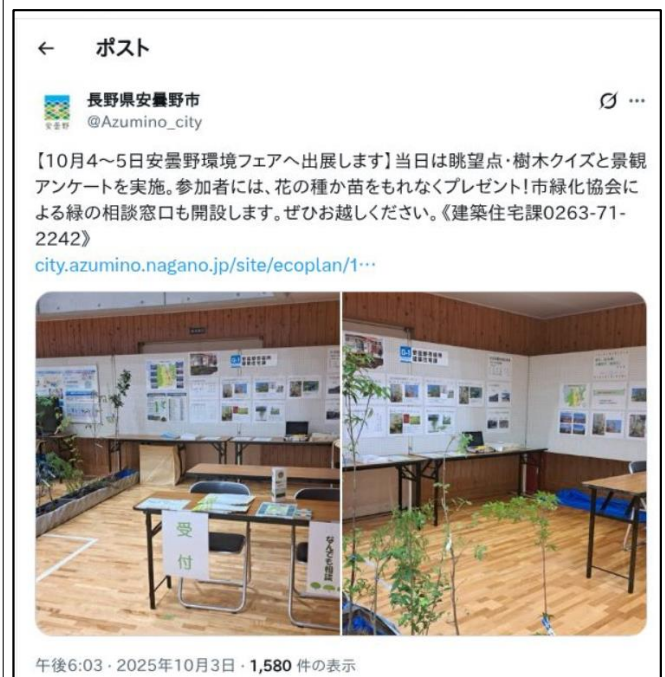 ← ポスト
長野県安曇野市
@Azumino_city
【10月4～5日安曇野環境フェアへ出展します】当日は眺望点・樹木クイズと景観
アンケートを実施。参加者には、花の種か苗をもれなくプレゼント！市緑化協会に
よる緑の相談窓口も開設します。ぜひお越しください。《建築住宅課0263-71-
2242》
city.azumino.nagano.jp/site/ecoplan/1…
受付
なんでも相談
午後6:03 · 2025年10月3日 · 1,580 件の表示